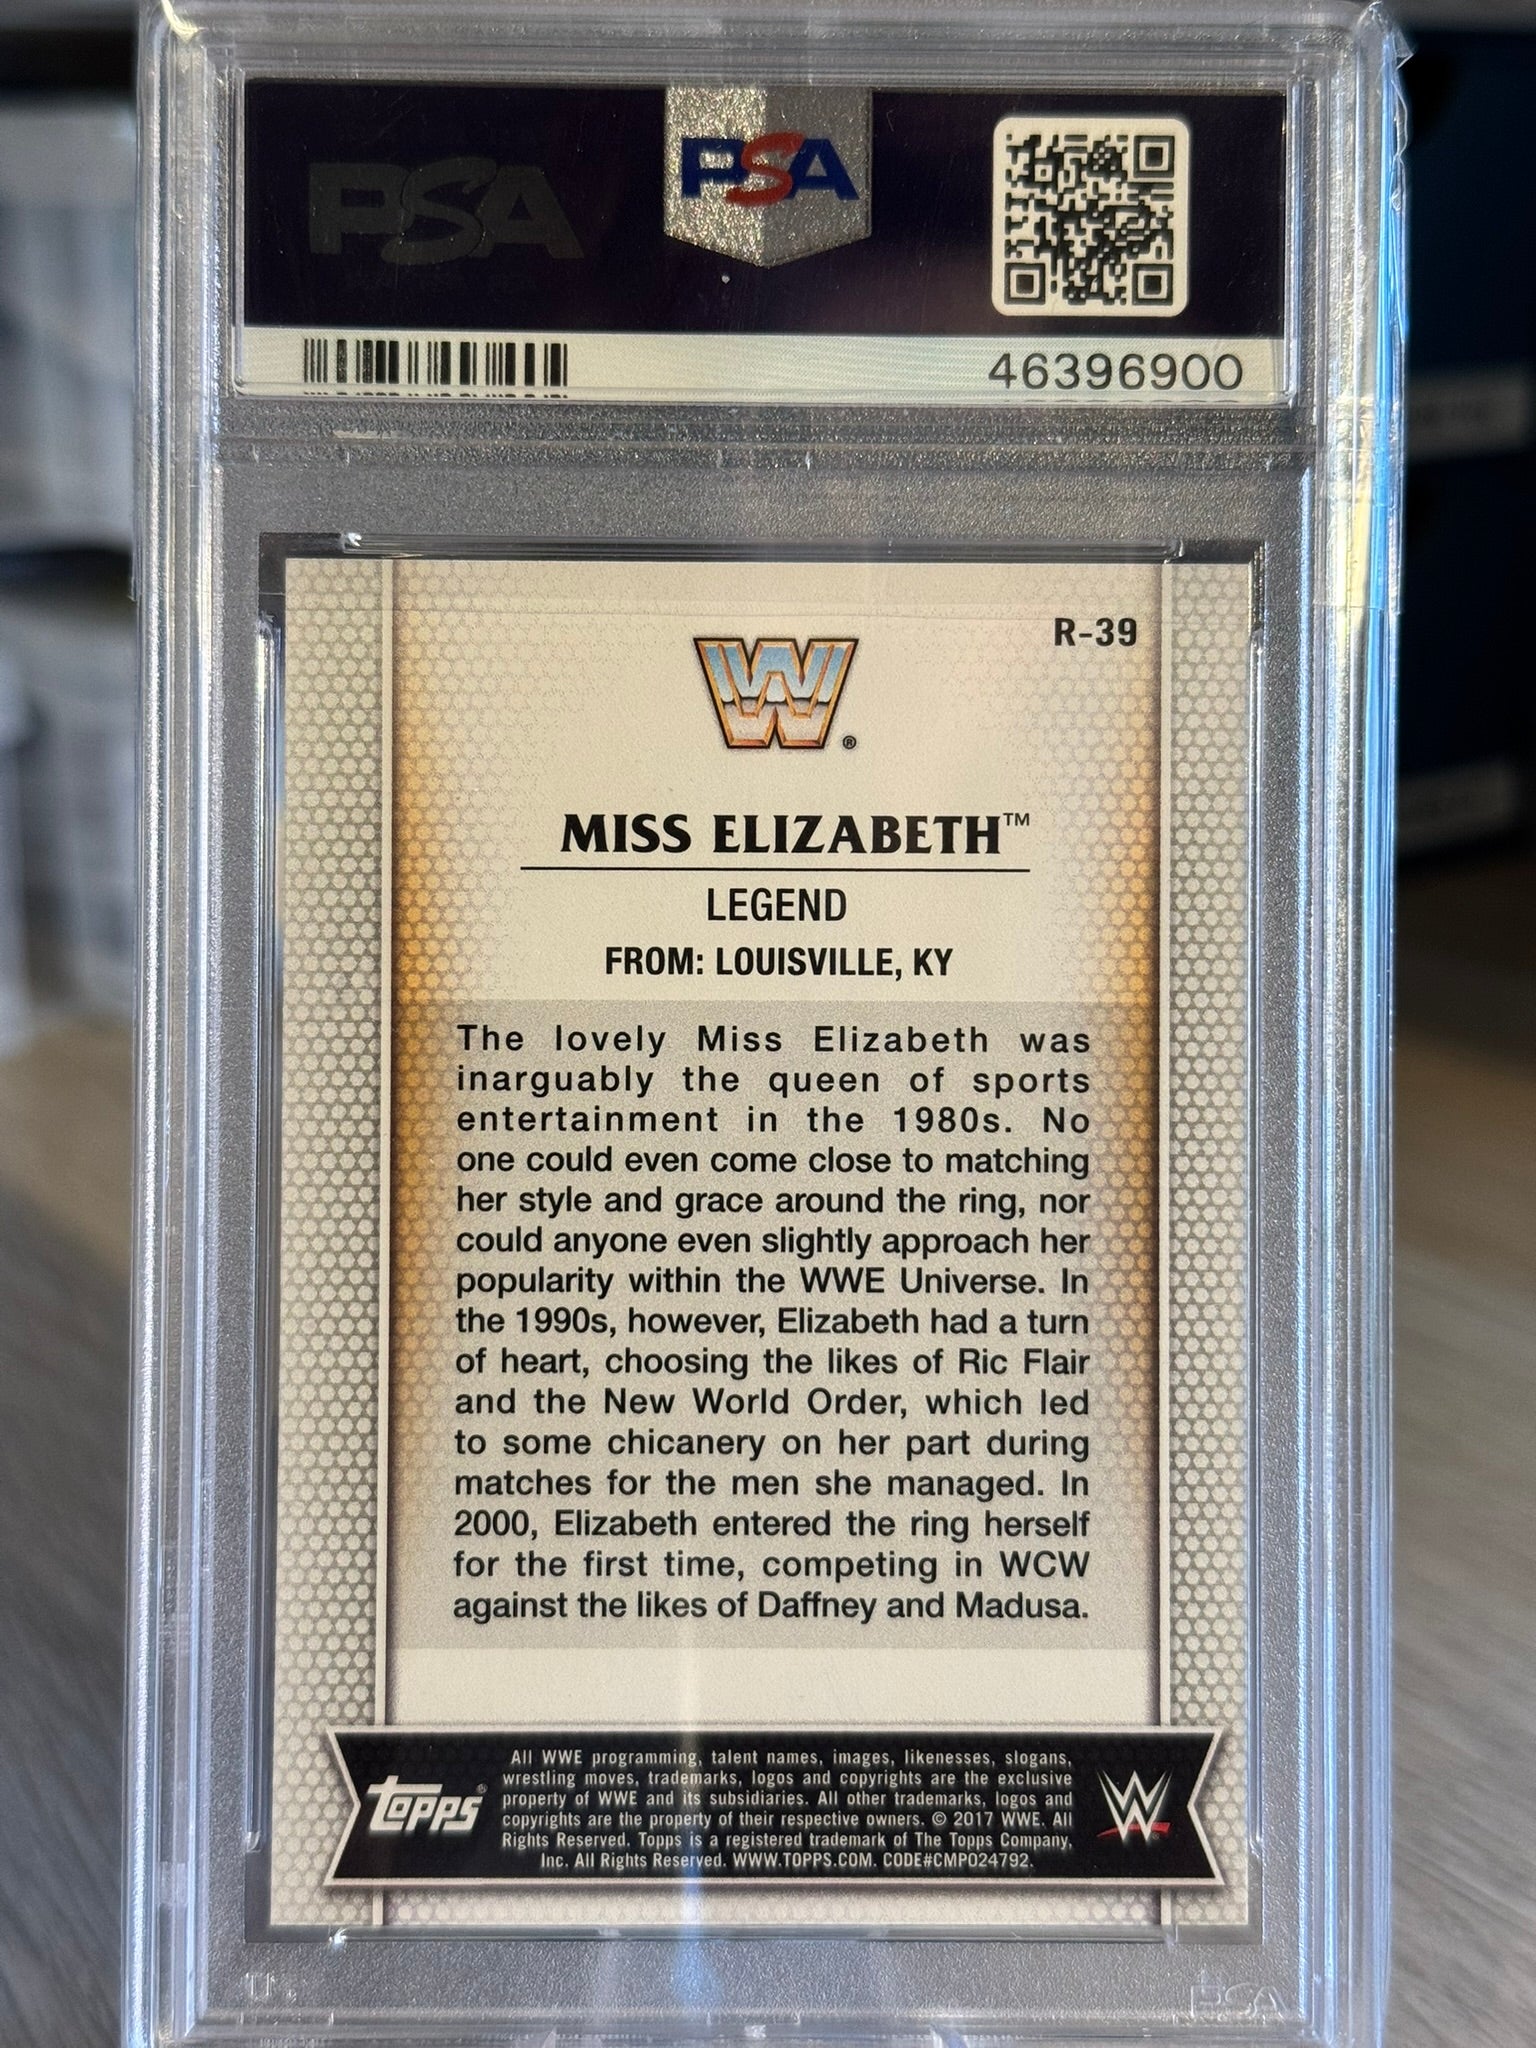 PSA
PSA
46396900
R-39
W
®
MISS ELIZABETH™
LEGEND
FROM: LOUISVILLE, KY
The lovely Miss Elizabeth was
inarguably the queen of sports
entertainment in the 1980s. No
one could even come close to matching
her style and grace around the ring, nor
could anyone even slightly approach her
popularity within the WWE Universe. In
the 1990s, however, Elizabeth had a turn
of heart, choosing the likes of Ric Flair
and the New World Order, which led
to some chicanery on her part during
matches for the men she managed. In
2000, Elizabeth entered the ring herself
for the first time, competing in WCW
against the likes of Daffney and Madusa.
topps®
All WWE programming, talent names, images, likenesses, slogans,
wrestling moves, trademarks, logos and copyrights are the exclusive
property of WWE and its subsidiaries. All other trademarks, logos and
copyrights are the property of their respective owners. © 2017 WWE. All
Rights Reserved. Topps is a registered trademark of The Topps Company,
Inc. All Rights Reserved. WWW.TOPPS.COM. CODE#CMP024792.
W
PSA